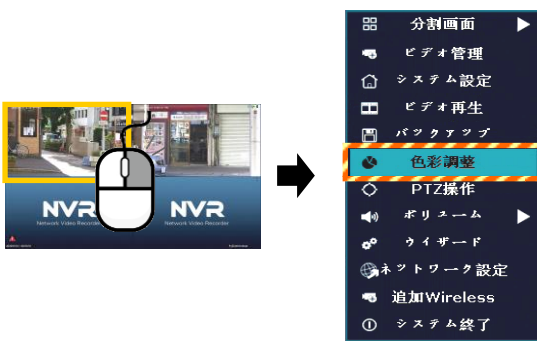 NVR
Network Video Recorder
NVR
Network Video Recorder
分割画面
ビデオ管理
システム設定
ビデオ再生
バックアップ
色彩調整
PTZ操作
ボリューム
ウイザード
ネットワーク設定
追加Wireless
システム終了